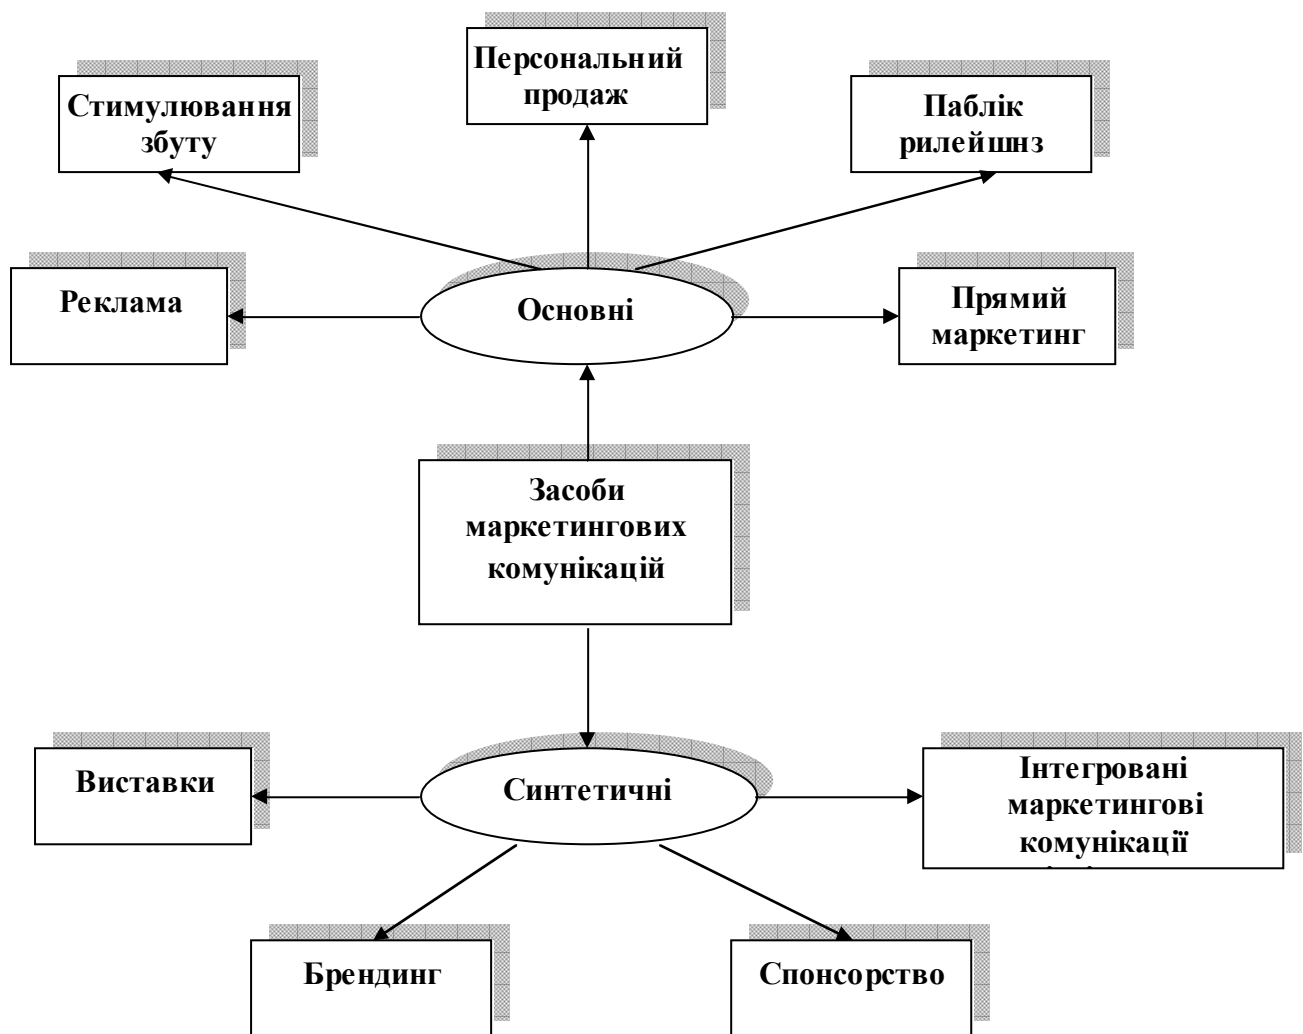 Персональний
продаж
Стимулювання
збуту
Паблік
рилейшнз
Реклама
Основні
Прямий
маркетинг
Засоби
маркетингових
комунікацій
Виставки
Синтетичні
Інтегровані
маркетингові
комунікації
Брендинг
Спонсорство